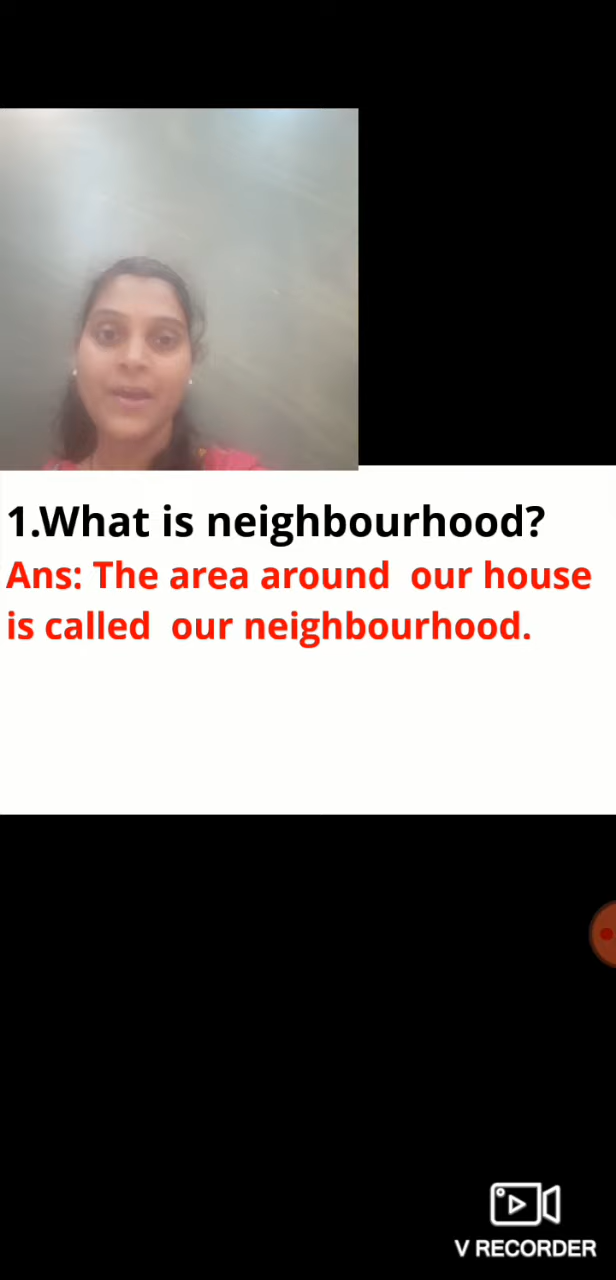 1.What is neighbourhood?
Ans: The area around our house
is called our neighbourhood.
V RECORDER